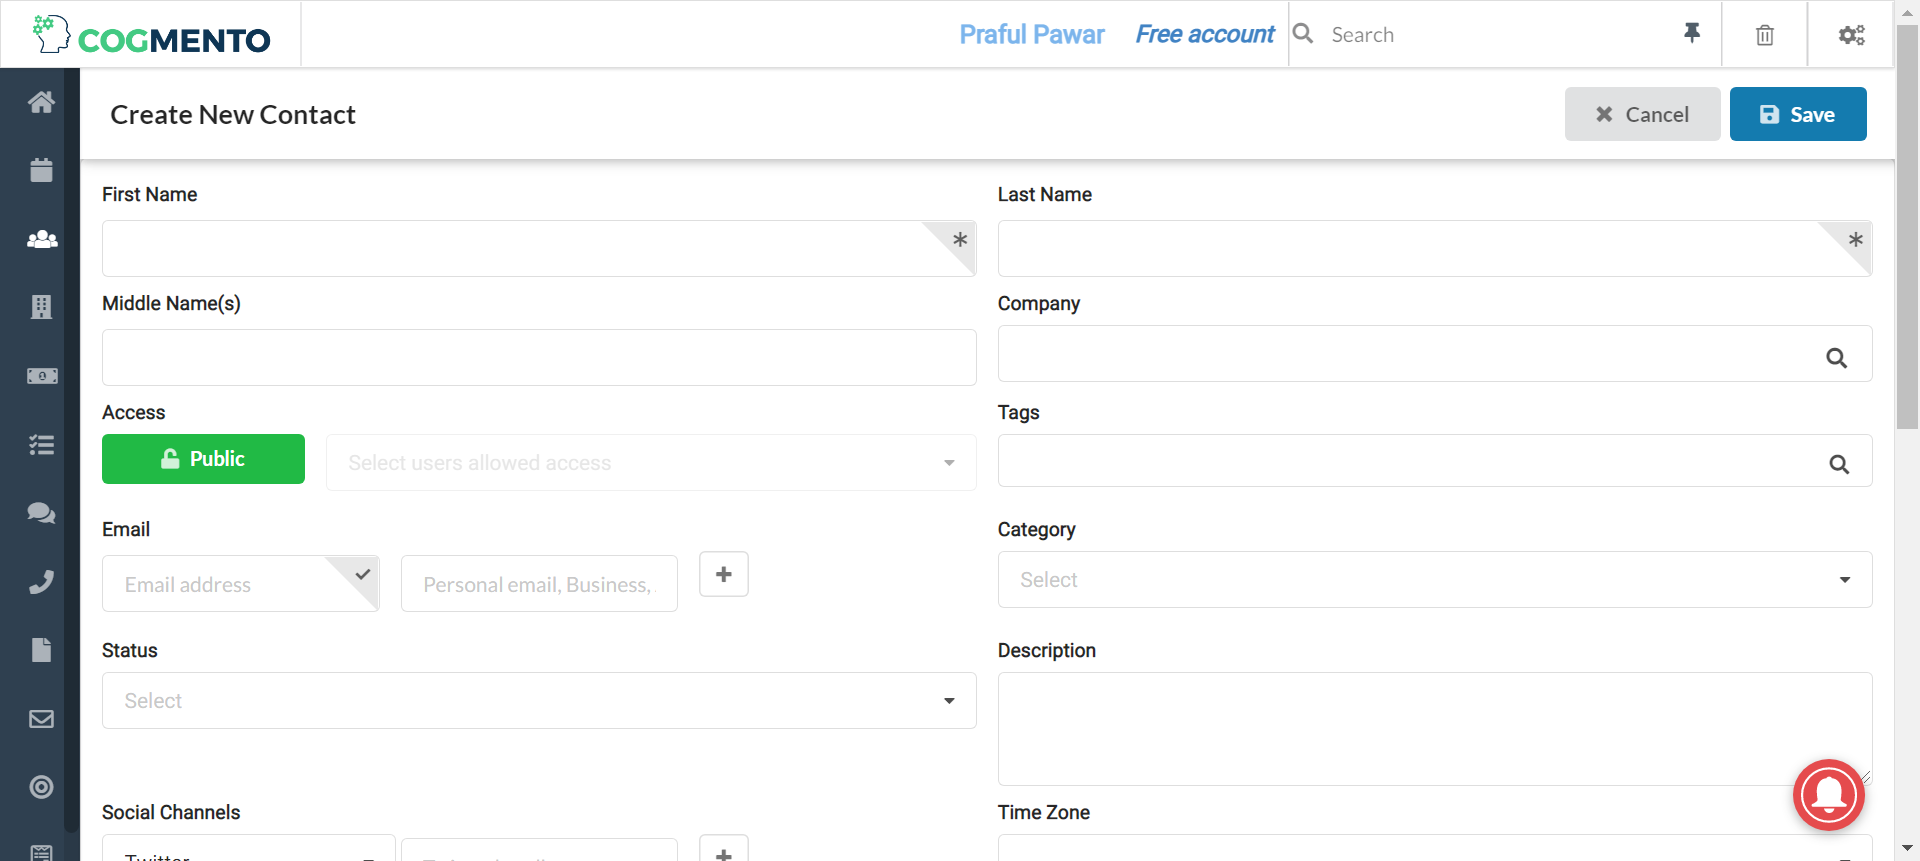 COGMENTO
Praful Pawar
Free account
Search
Create New Contact
Cancel
Save
First Name
Last Name
Middle Name(s)
Company
Access
Tags
Public
Select users allowed access
Email
Category
Email address
Personal email, Business, .
Select
Status
Description
Select
Social Channels
Time Zone
Twitter